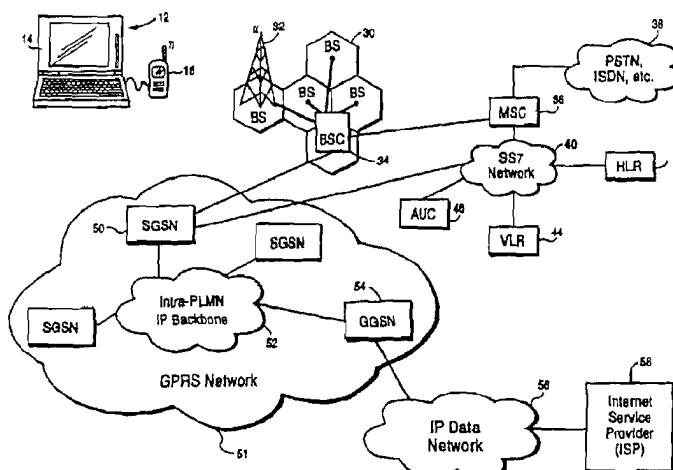 12
14
16
32
BS
30
BS
BS
BS
BSC
34
38
PSTN,
ISDN, etc.
MSC
36
40
SS7
Network
HLR
AUC
46
VLR
44
50
SGSN
SGSN
SGSN
Intra-PLMN
IP Backbone
52
54
GGSN
GPRS Network
51
56
IP Data
Network
58
Internet
Service
Provider
(ISP)